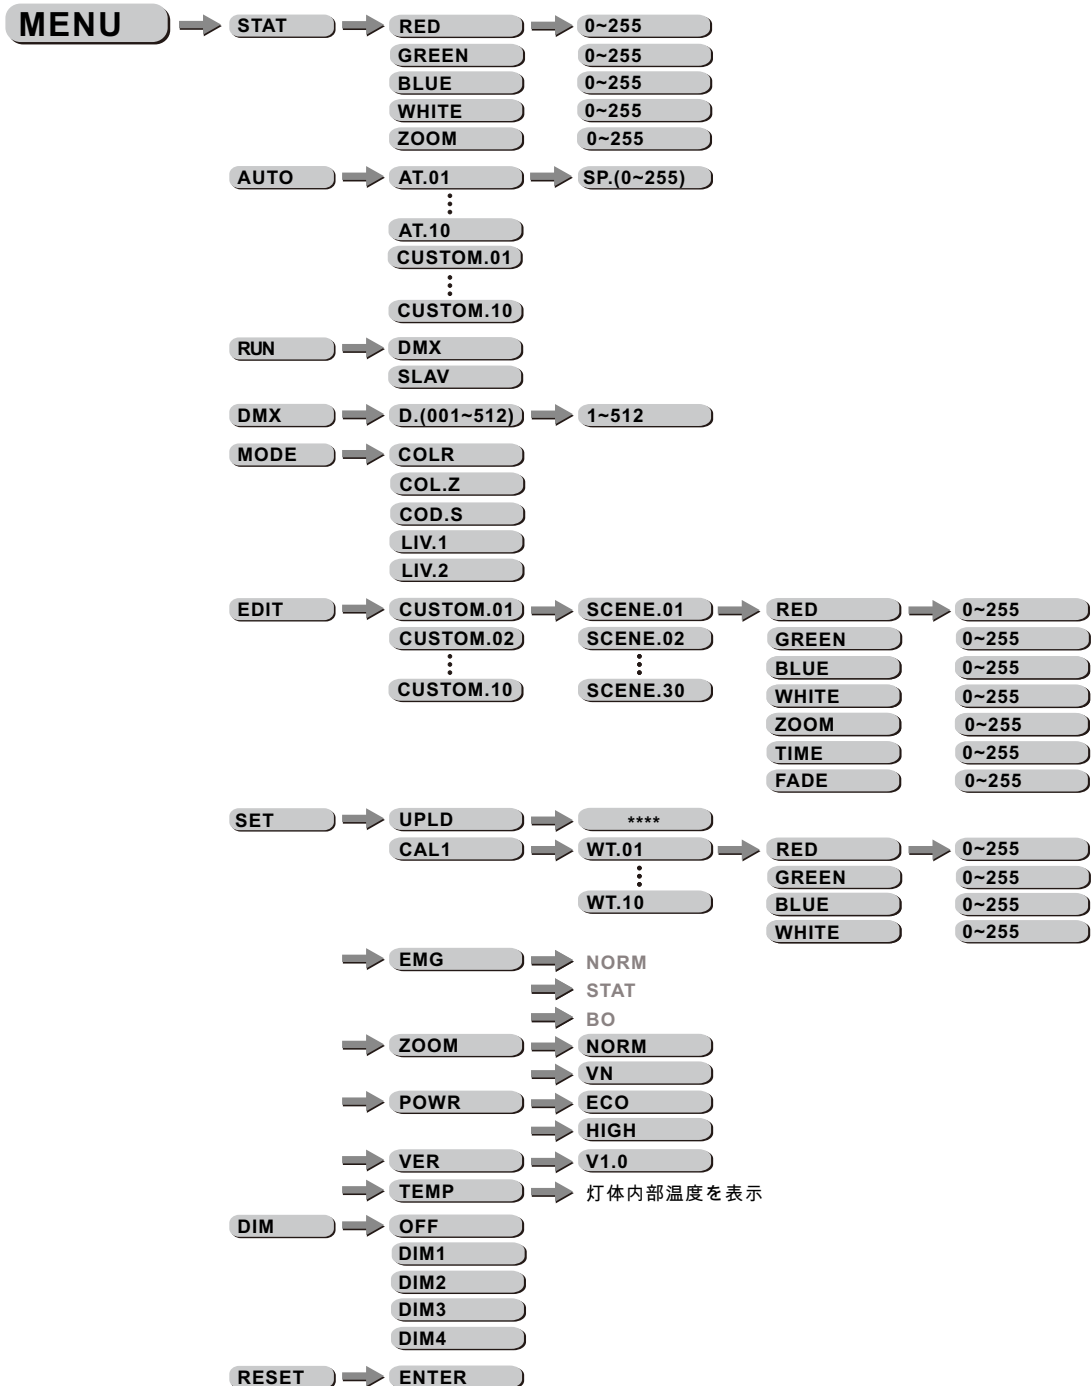 MENU STAT RED 0~255
GREEN 0~255
BLUE 0~255
WHITE 0~255
ZOOM 0~255
AUTO AT.01 SP.(0~255)
AT.10
CUSTOM.01
CUSTOM.10
RUN DMX
SLAV
DMX D.(001~512) 1~512
MODE COLR
COL.Z
COD.S
LIV.1
LIV.2
EDIT CUSTOM.01 SCENE.01 RED 0~255
CUSTOM.02 SCENE.02 GREEN 0~255
BLUE 0~255
CUSTOM.10 SCENE.30 WHITE 0~255
ZOOM 0~255
TIME 0~255
FADE 0~255
SET UPLD ****
CAL1 WT.01 RED 0~255
GREEN 0~255
WT.10 BLUE 0~255
WHITE 0~255
EMG NORM
STAT
BO
ZOOM NORM
VN
POWR ECO
HIGH
VER V1.0
TEMP 灯体内部温度を表示
DIM OFF
DIM1
DIM2
DIM3
DIM4
RESET ENTER